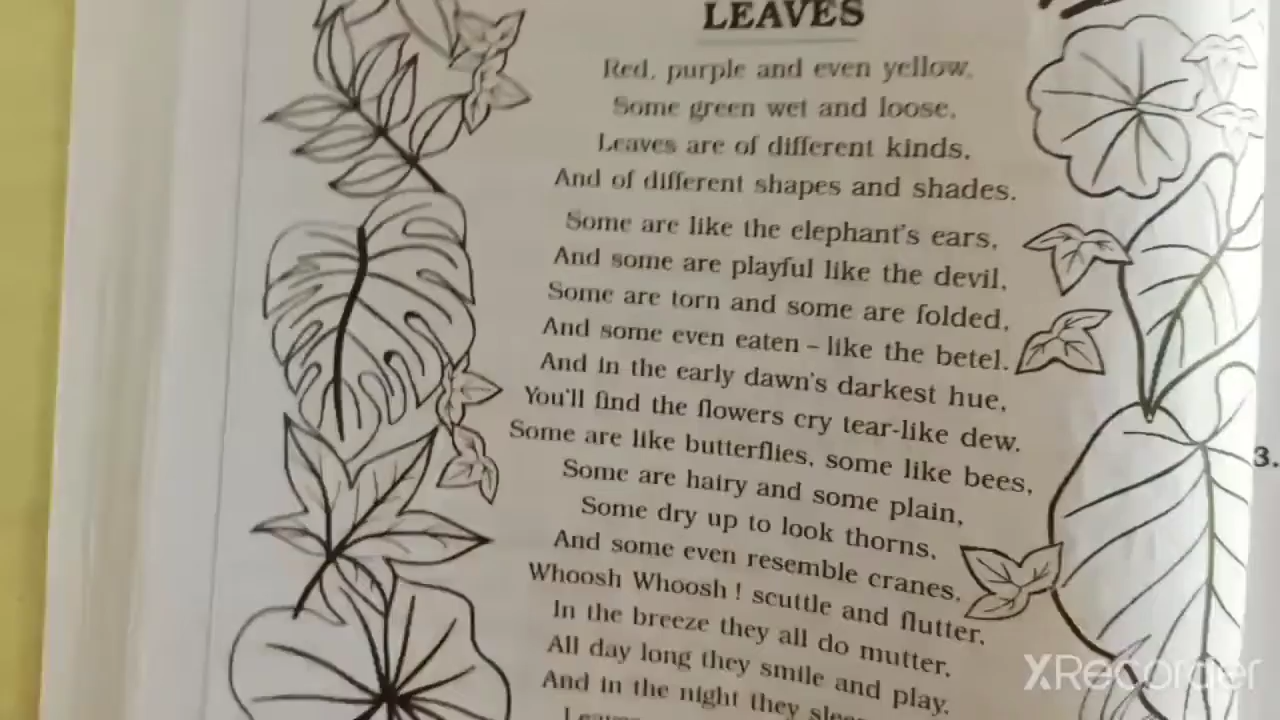 LEAVES
Red, purple and even yellow,
Some green wet and loose,
Leaves are of different kinds,
And of different shapes and shades.
Some are like the elephant's ears,
And some are playful like the devil,
Some are torn and some are folded,
And some even eaten – like the betel.
And in the early dawn's darkest hue,
You'll find the flowers cry tear-like dew.
Some are like butterflies, some like bees,
Some are hairy and some plain,
Some dry up to look thorns,
And some even resemble cranes.
Whoosh Whoosh ! scuttle and flutter,
In the breeze they all do mutter,
All day long they smile and play,
And in the night they
3.
XRecorder